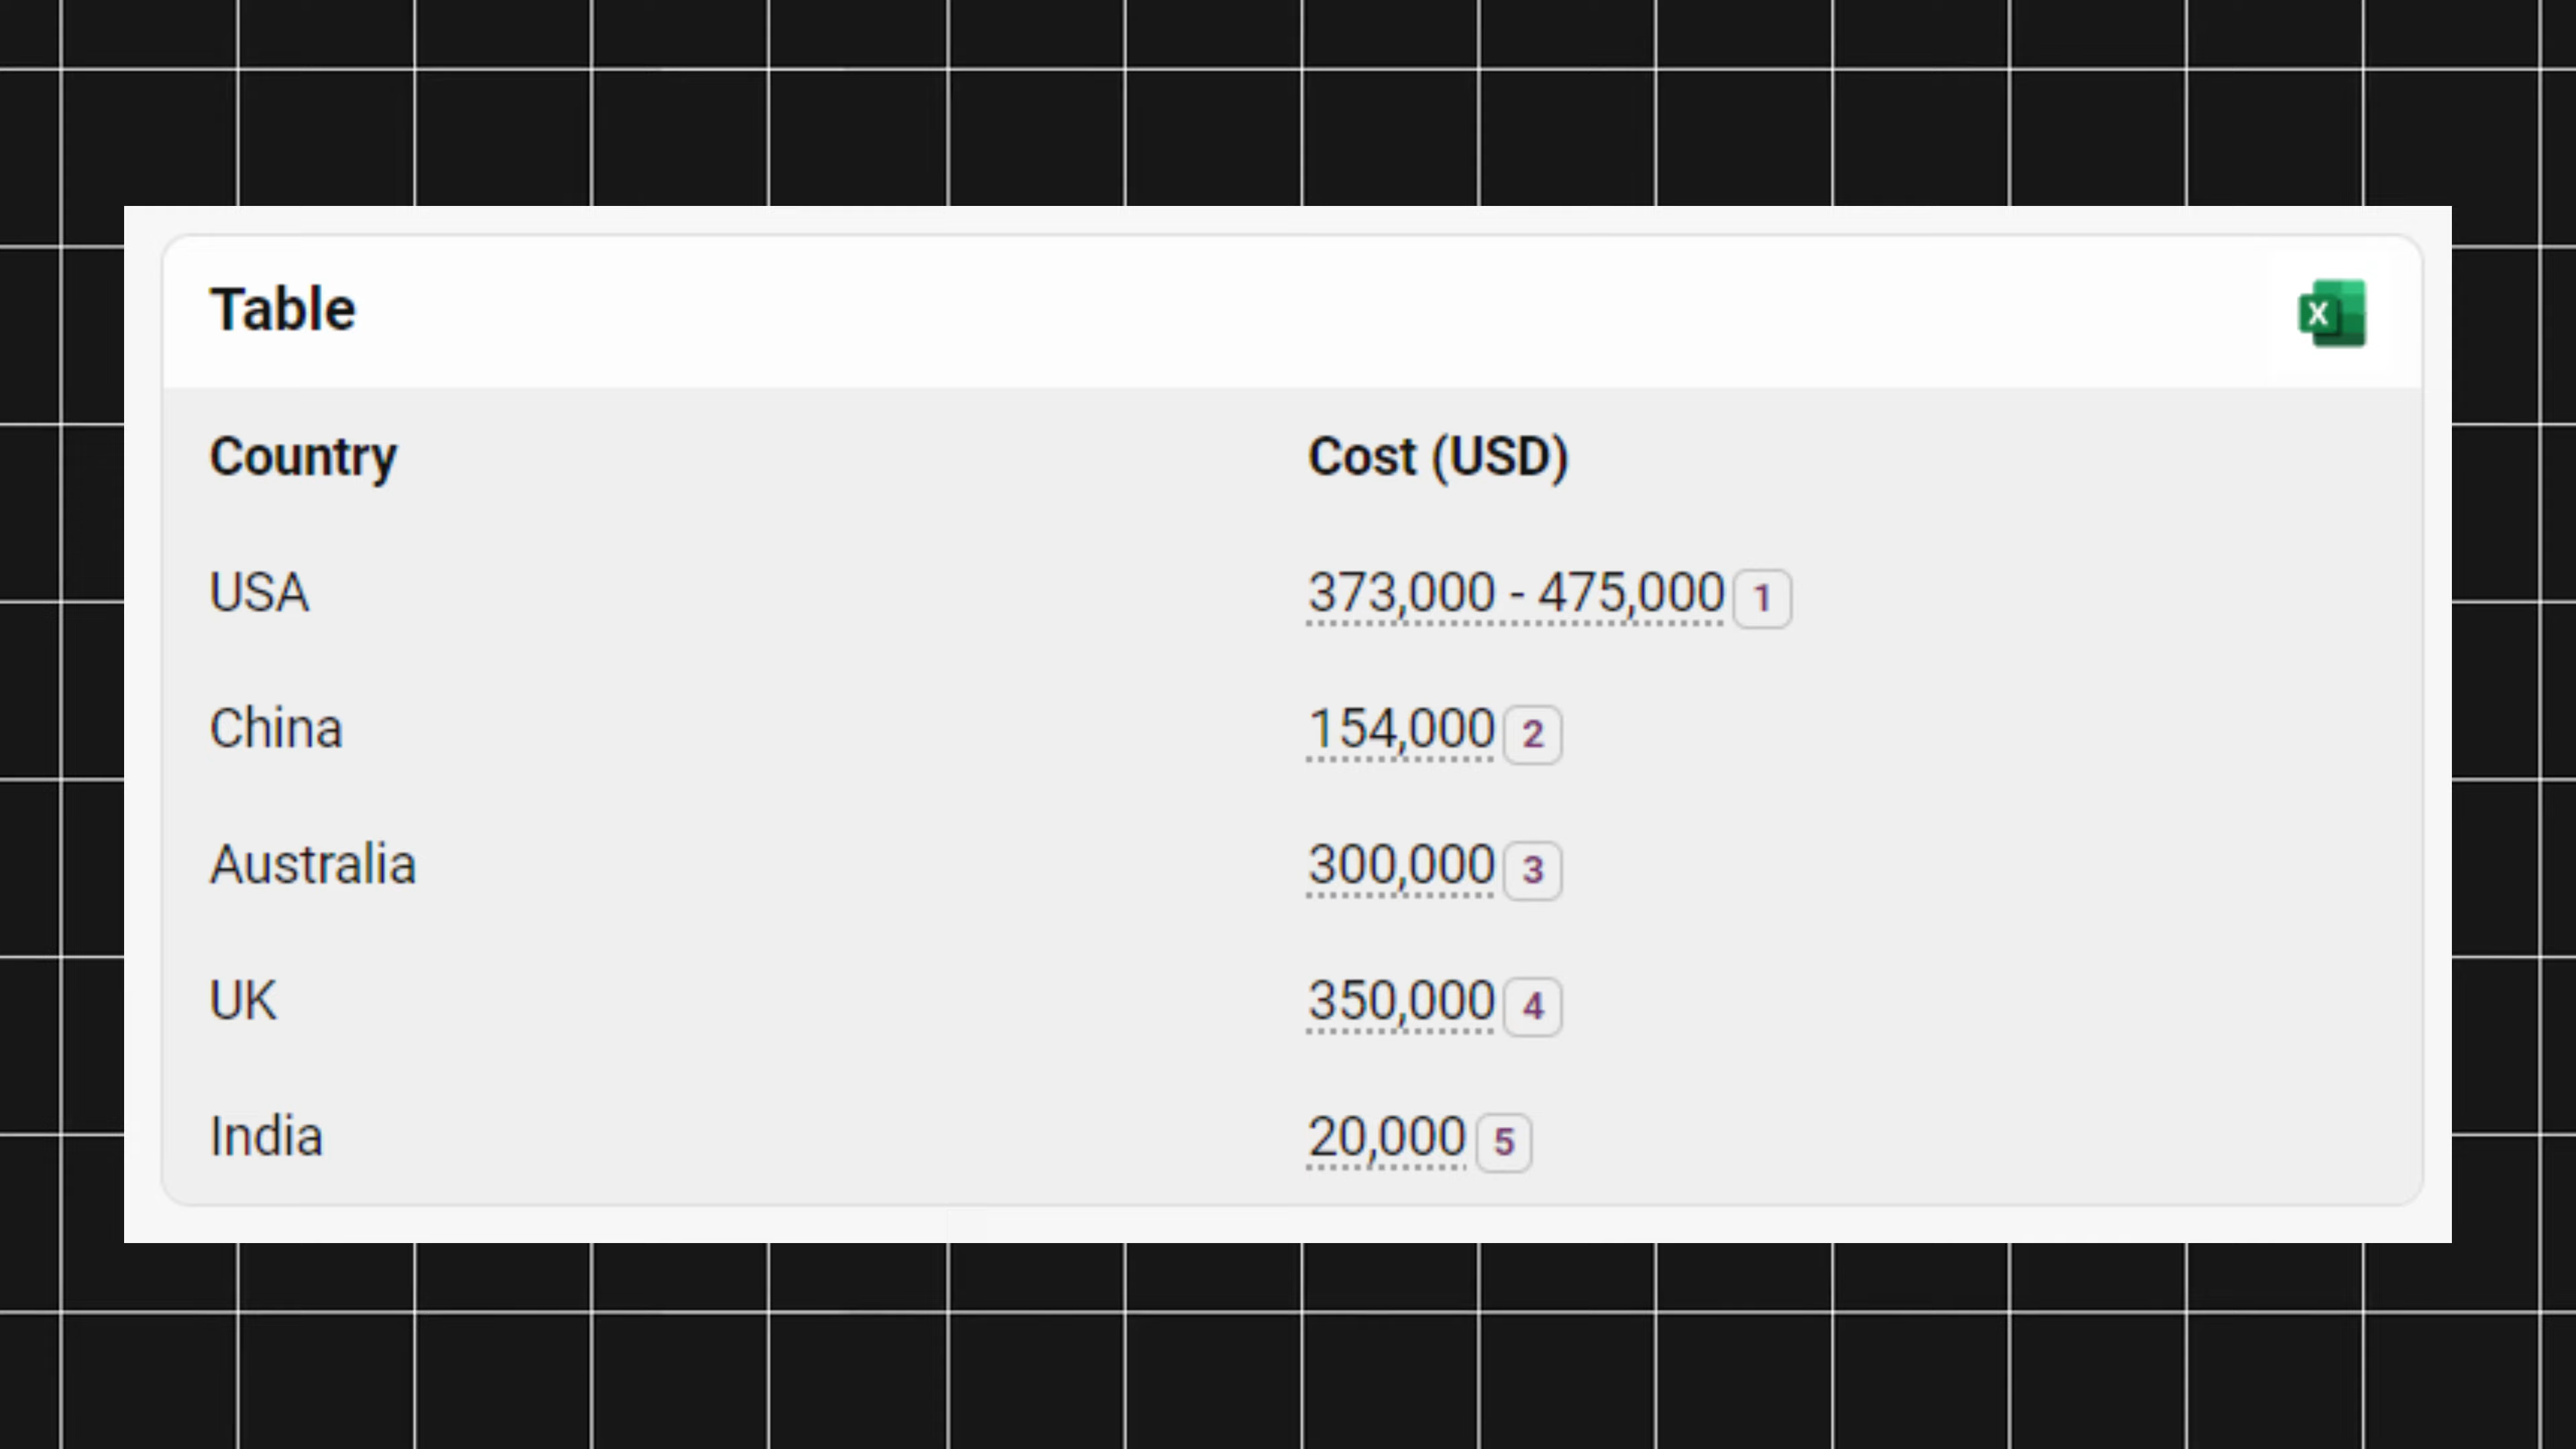 Table
X
Country Cost (USD)
USA 373,000 - 475,000 1
China 154,000 2
Australia 300,000 3
UK 350,000 4
India 20,000 5